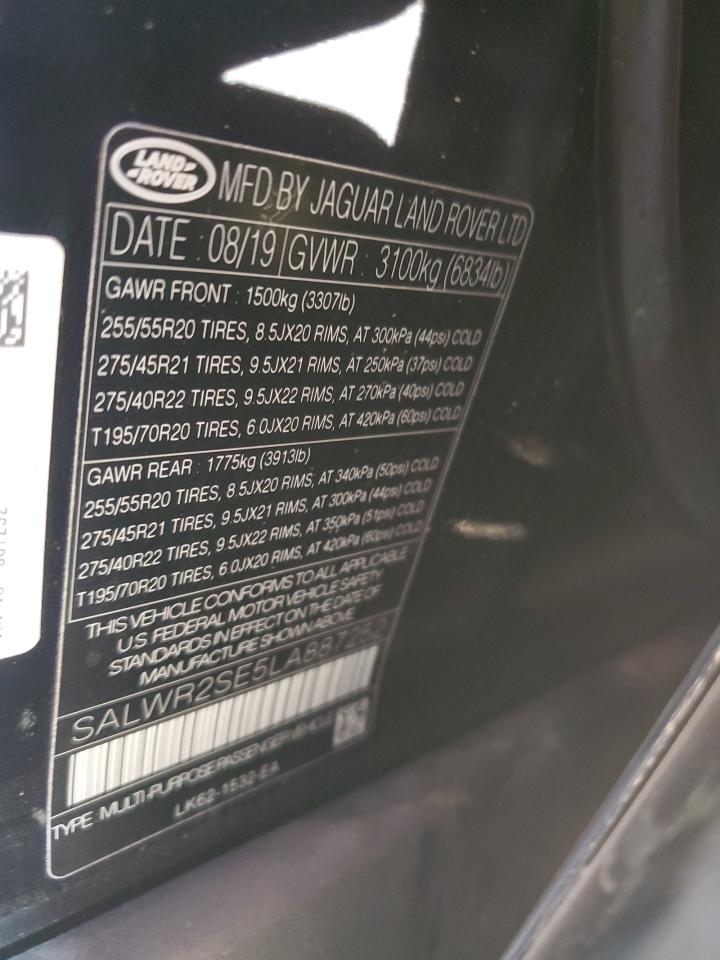 LAND-
ROVER
MFD BY JAGUAR LAND ROVER LTD
DATE : 08/19 GVWR : 3100kg (6834lb)
GAWR FRONT : 1500kg (3307lb)
255/55R20 TIRES, 8.5JX20 RIMS, AT 300kPa (44psi) COLD
275/45R21 TIRES, 9.5JX21 RIMS, AT 250kPa (37psi) COLD
275/40R22 TIRES, 9.5JX22 RIMS, AT 270kPa (40psi) COLD
T195/70R20 TIRES, 6.0JX20 RIMS, AT 420kPa (60psi) COLD
GAWR REAR : 1775kg (3913lb)
255/55R20 TIRES, 8.5JX20 RIMS, AT 340kPa (50psi) COLD
275/45R21 TIRES, 9.5JX21 RIMS, AT 300kPa (44psi) COLD
275/40R22 TIRES, 9.5JX22 RIMS, AT 350kPa (51psi) COLD
T195/70R20 TIRES, 6.0JX20 RIMS, AT 420kPa (60psi) COLD
THIS VEHICLE CONFORMS TO ALL APPLICABLE
U.S. FEDERAL MOTOR VEHICLE SAFETY
STANDARDS IN EFFECT ON THE DATE OF
MANUFACTURE SHOWN ABOVE
SALWR2SE5LA887252
TYPE: MULTI-PURPOSE PASSENGER VEHICLE
LK62-1532-EA